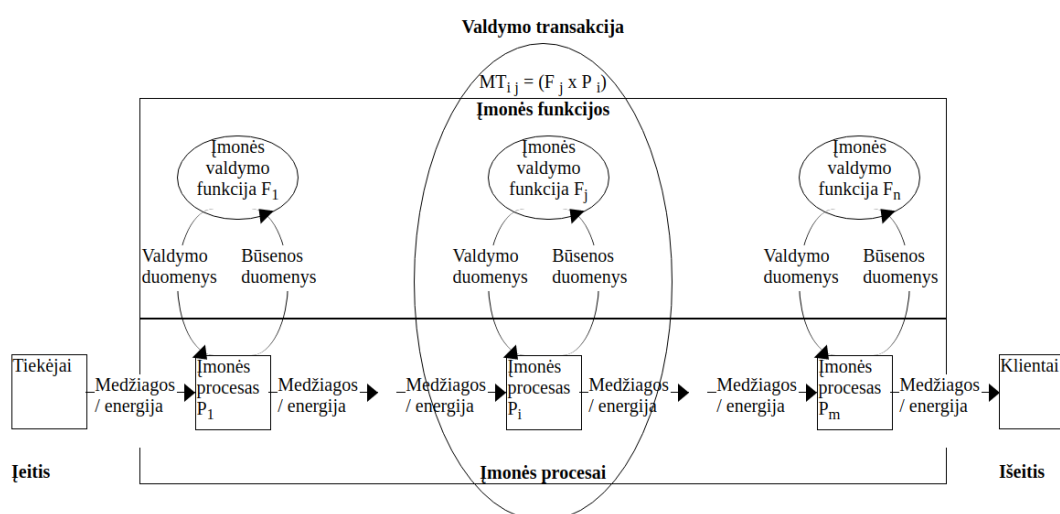 Valdymo transakcija
MTi j = (F j x P i)
Įmonės funkcijos
Įmonės
valdymo
funkcija F1
Įmonės
valdymo
funkcija Fj
Įmonės
valdymo
funkcija Fn
Valdymo
duomenys
Būsenos
duomenys
Valdymo
duomenys
Būsenos
duomenys
Valdymo
duomenys
Būsenos
duomenys
Tiekėjai
Medžiagos
/ energija
Įmonės
procesas
P1
Medžiagos
/ energija
Medžiagos
/ energija
Įmonės
procesas
Pi
Medžiagos
/ energija
Medžiagos
/ energija
Įmonės
procesas
Pm
Medžiagos
/ energija
Klientai
Įeitis
Įmonės procesai
Išeitis